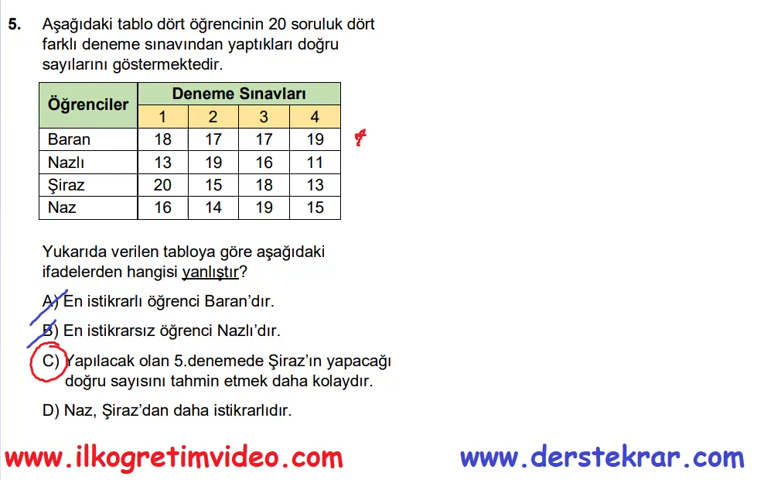 5. Aşağıdaki tablo dört öğrencinin 20 soruluk dört
farklı deneme sınavından yaptıkları doğru
sayılarını göstermektedir.
Öğrenciler Deneme Sınavları
1 2 3 4
Baran 18 17 17 19
Nazlı 13 19 16 11
Şiraz 20 15 18 13
Naz 16 14 19 15
Yukarıda verilen tabloya göre aşağıdaki
ifadelerden hangisi yanlıştır?
A) En istikrarlı öğrenci Baran'dır.
B) En istikrarsız öğrenci Nazlı'dır.
C) Yapılacak olan 5.denemede Şiraz'ın yapacağı
doğru sayısını tahmin etmek daha kolaydır.
D) Naz, Şiraz'dan daha istikrarlıdır.
www.ilkogretimvideo.com www.derstekrar.com